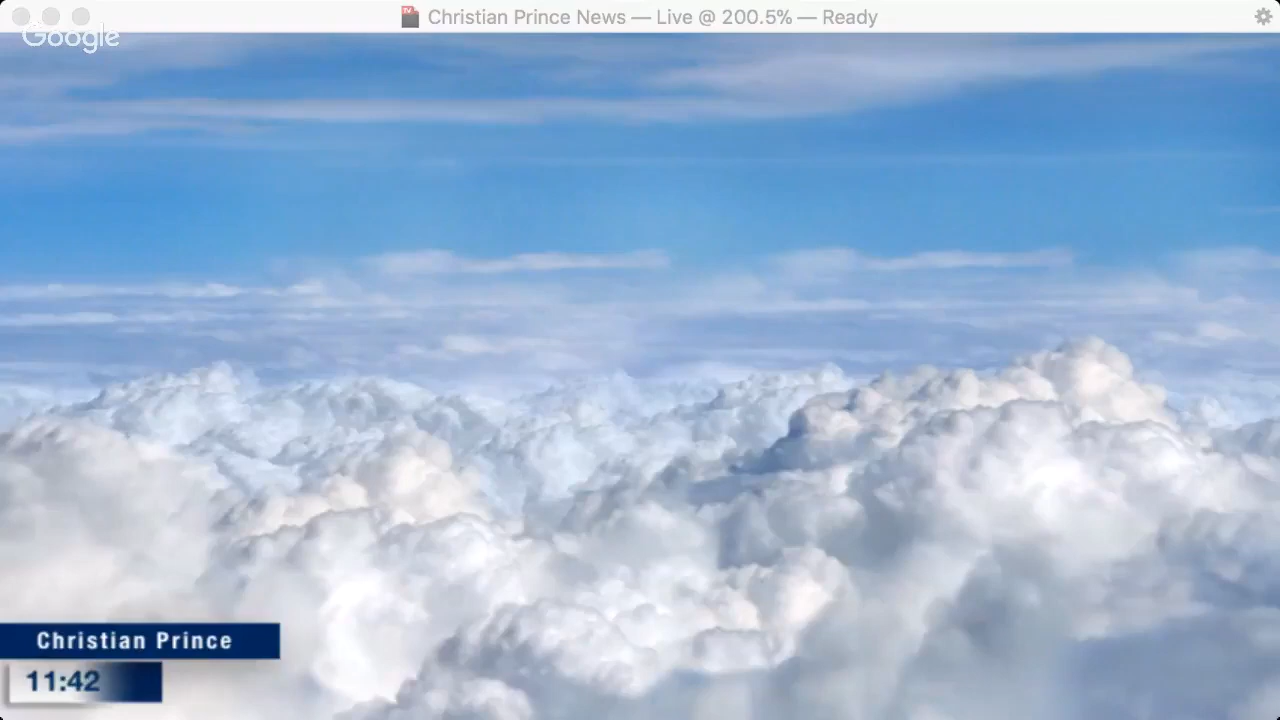 Christian Prince News — Live @ 200.5% — Ready
Google
Christian Prince
11:42